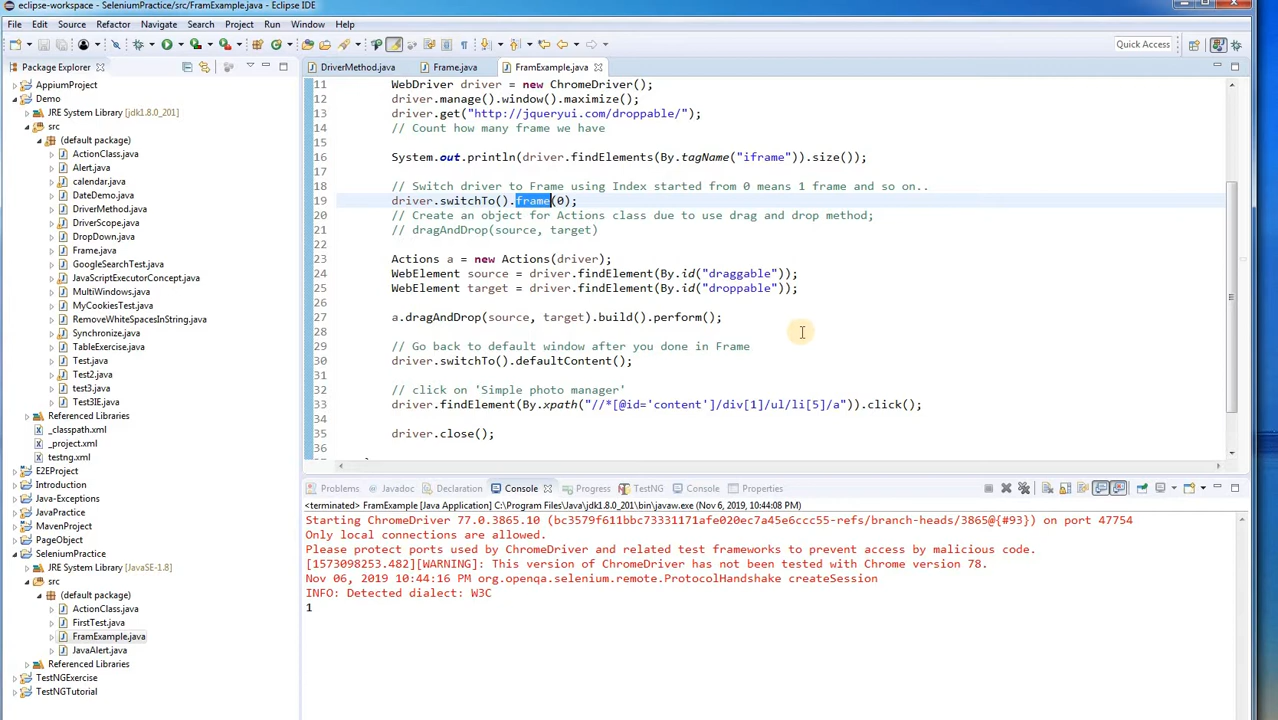 eclipse-workspace - SeleniumPractice/src/FramExample.java - Eclipse IDE
File Edit Source Refactor Navigate Search Project Run Window Help
Quick Access
Package Explorer
DriverMethod.java
Frame.java
FramExample.java
AppiumProject
Demo
JRE System Library [jdk1.8.0_201]
src
(default package)
ActionClass.java
Alert.java
calendar.java
DateDemo.java
DriverMethod.java
DropDown.java
Frame.java
GoogleSearchTest.java
JavaScriptExecutorConcept.java
MultiWindows.java
MyCookiesTest.java
RemoveWhiteSpacesInString.java
Synchronize.java
TableExercise.java
Test.java
Test2.java
test3.java
Test3IE.java
Referenced Libraries
_classpath.xml
_project.xml
testng.xml
E2EProject
Introduction
Java-Exceptions
JavaPractice
MavenProject
PageObject
SeleniumPractice
JRE System Library [JavaSE-1.8]
src
(default package)
ActionClass.java
FirstTest.java
FramExample.java
JavaAlert.java
Referenced Libraries
TestNGExercise
TestNGTutorial
11 WebDriver driver = new ChromeDriver();
12 driver.manage().window().maximize();
13 driver.get("http://jqueryui.com/droppable/");
14 // Count how many frame we have
15
16 System.out.println(driver.findElements(By.tagName("iframe")).size());
17
18 // Switch driver to Frame using Index started from 0 means 1 frame and so on..
19 driver.switchTo().frame(0);
20 // Create an object for Actions class due to use drag and drop method;
21 // dragAndDrop(source, target)
22
23 Actions a = new Actions(driver);
24 WebElement source = driver.findElement(By.id("draggable"));
25 WebElement target = driver.findElement(By.id("droppable"));
26
27 a.dragAndDrop(source, target).build().perform();
28
29 // Go back to default window after you done in Frame
30 driver.switchTo().defaultContent();
31
32 // click on 'Simple photo manager'
33 driver.findElement(By.xpath("//*[@id='content']/div[1]/ul/li[5]/a")).click();
34
35 driver.close();
36
Problems Javadoc Declaration Console Progress TestNG Console Properties
<terminated> FramExample [Java Application] C:\Program Files\Java\jdk1.8.0_201\bin\javaw.exe (Nov 6, 2019, 10:44:08 PM)
Starting ChromeDriver 77.0.3865.10 (bc3579f611bbc73331171afe020ec7a45e6ccc55-refs/branch-heads/3865@{#93}) on port 47754
Only local connections are allowed.
Please protect ports used by ChromeDriver and related test frameworks to prevent access by malicious code.
[1573098253.482][WARNING]: This version of ChromeDriver has not been tested with Chrome version 78.
Nov 06, 2019 10:44:16 PM org.openqa.selenium.remote.ProtocolHandshake createSession
INFO: Detected dialect: W3C
1